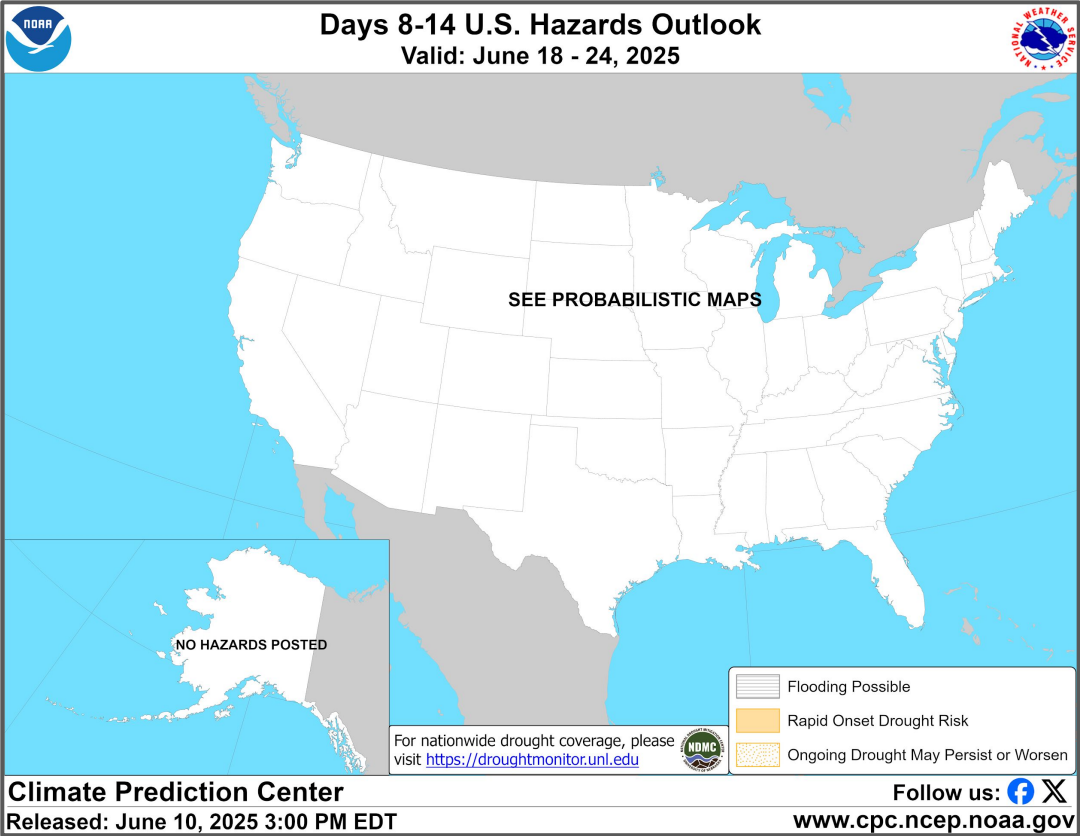 NOAA
Days 8-14 U.S. Hazards Outlook
Valid: June 18 - 24, 2025
NATIONAL WEATHER SERVICE
SEE PROBABILISTIC MAPS
NO HAZARDS POSTED
Flooding Possible
Rapid Onset Drought Risk
Ongoing Drought May Persist or Worsen
For nationwide drought coverage, please
visit https://droughtmonitor.unl.edu
NDMC
Climate Prediction Center
Follow us:
Released: June 10, 2025 3:00 PM EDT
www.cpc.ncep.noaa.gov